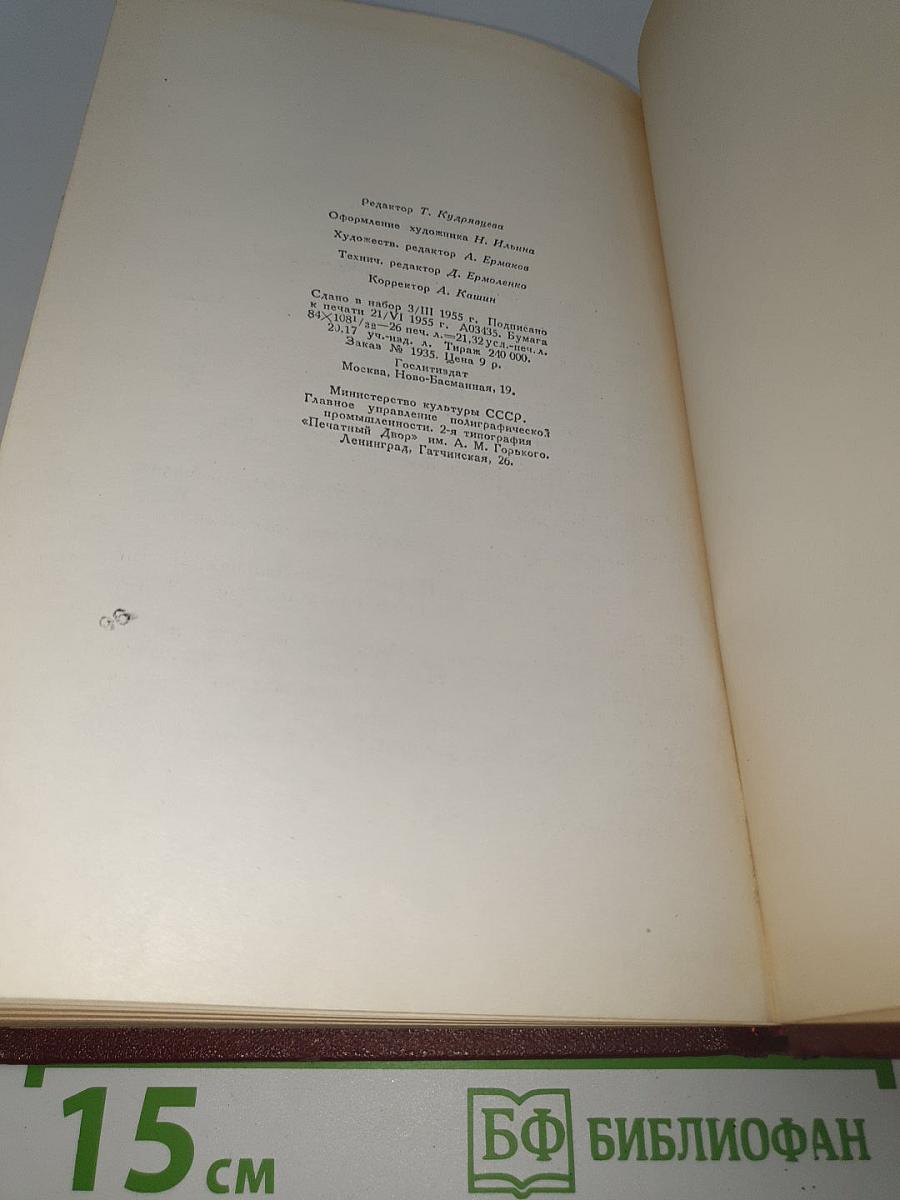 Редактор Т. Кудрявцева
Оформление художника Н. Ильина
Художеств. редактор А. Ермаков
Технич. редактор Д. Ермоленко
Корректор А. Кашин
Сдано в набор 3/III 1955 г. Подписано
к печати 21/VI 1955 г. А03435. Бумага
84×108¹/₃₂—26 печ. л.=21,32 усл.-печ. л.
20,17 уч.-изд. л. Тираж 240 000.
Заказ № 1935. Цена 9 р.
Гослитиздат
Москва, Ново-Басманная, 19.
Министерство культуры СССР.
Главное управление полиграфической
промышленности. 2-я типография
«Печатный Двор» им. А. М. Горького.
Ленинград, Гатчинская, 26.
15 см
БФ БИБЛИОФАН